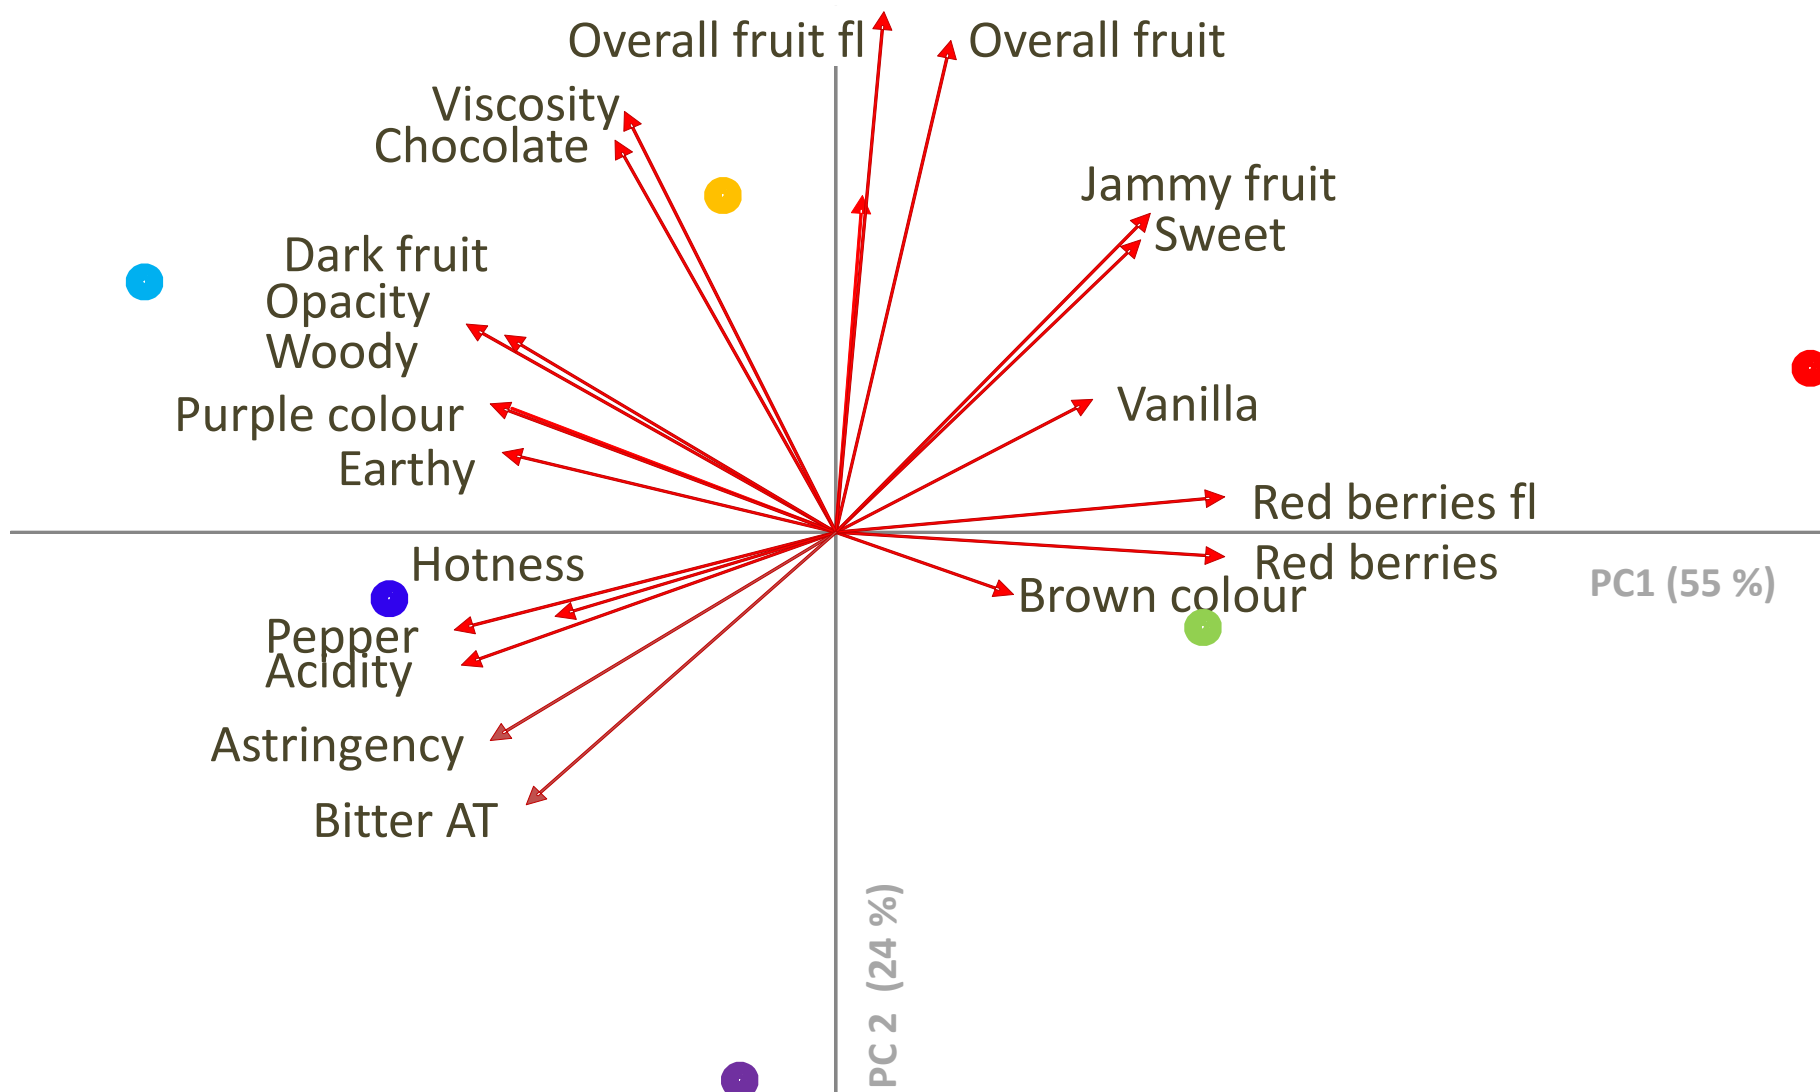 Overall fruit fl
Overall fruit
Viscosity
Chocolate
Jammy fruit
Sweet
Dark fruit
Opacity
Woody
Purple colour
Vanilla
Earthy
Red berries fl
Hotness
Red berries
PC1 (55 %)
Brown colour
Pepper
Acidity
Astringency
Bitter AT
PC 2 (24 %)